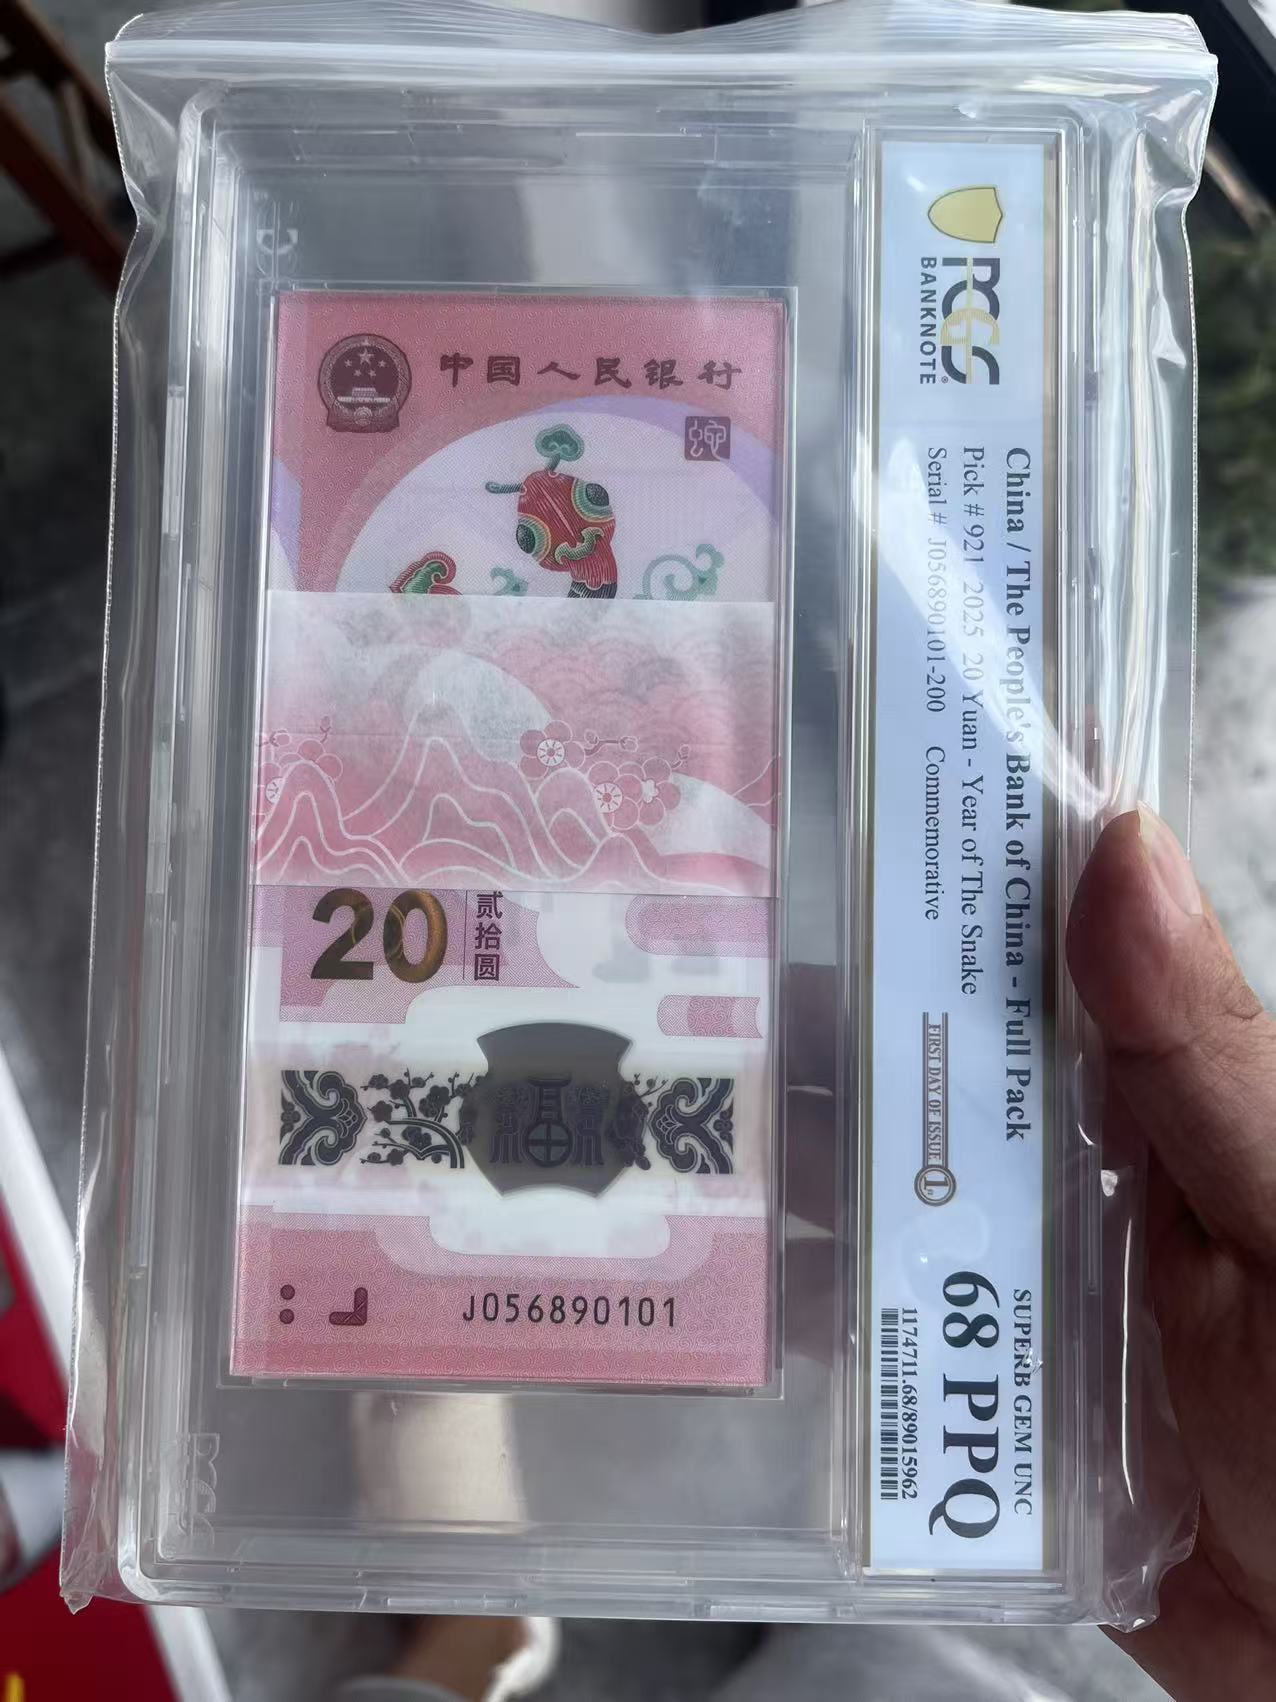 中国人民银行
蛇
20
贰拾圆
J056890101
PCGS
BANKNOTE
China / The People's Bank of China - Full Pack
Pick # 921 2025 20 Yuan - Year of The Snake
Serial # J056890101-200 Commemorative
FIRST DAY OF ISSUE
1
SUPERB GEM UNC
68 PPQ
1174711.68/89015962